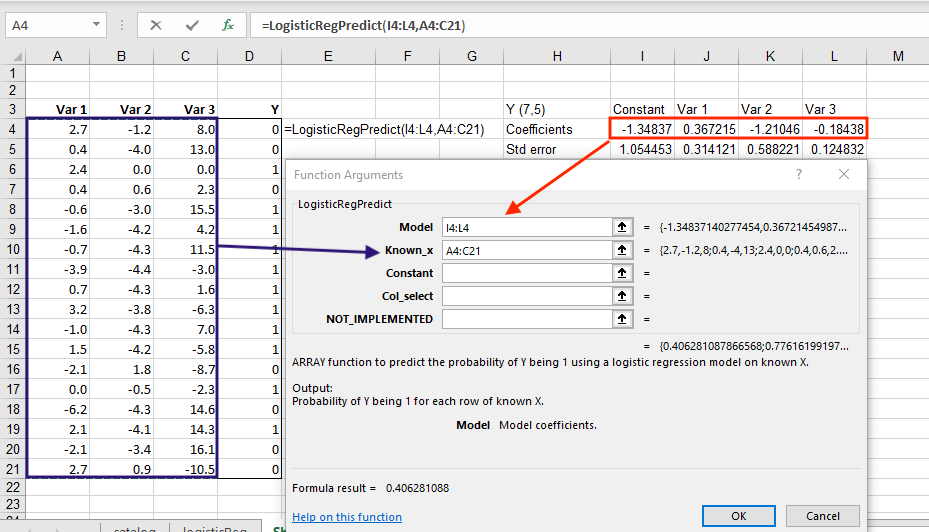 A4 fx =LogisticRegPredict(I4:L4,A4:C21)
A B C D E F G H I J K L M
1
2
3 Var 1 Var 2 Var 3 Y Y (7,5) Constant Var 1 Var 2 Var 3
4 2.7 -1.2 8.0 0 =LogisticRegPredict(I4:L4,A4:C21) Coefficients -1.34837 0.367215 -1.21046 -0.18438
5 0.4 -4.0 13.0 0 Std error 1.054453 0.314121 0.588221 0.124832
6 2.4 0.0 0.0 1
7 0.4 0.6 2.3 0
8 -0.6 -3.0 15.5 1
9 -1.6 -4.2 4.2 1
10 -0.7 -4.3 11.5 1
11 -3.9 -4.4 -3.0 1
12 0.7 -4.3 1.6 1
13 3.2 -3.8 -6.3 1
14 -1.0 -4.3 7.0 1
15 1.5 -4.2 -5.8 1
16 -2.1 1.8 -8.7 0
17 0.0 -0.5 -2.3 1
18 -6.2 -4.3 14.6 0
19 2.1 -4.1 14.3 1
20 -2.1 -3.4 16.1 0
21 2.7 0.9 -10.5 0
22
23
Function Arguments ? ×
LogisticRegPredict
Model I4:L4 = {-1.34837140277454,0.36721454987...
Known_x A4:C21 = {2.7,-1.2,8;0.4,-4,13;2.4,0,0;0.4,0.6,2....
Constant =
Col_select =
NOT_IMPLEMENTED =
= {0.406281087866568;0.77616199197...
ARRAY function to predict the probability of Y being 1 using a logistic regression model on known X.
Output:
Probability of Y being 1 for each row of known X.
Model Model coefficients.
Formula result = 0.406281088
Help on this function OK Cancel
catalog logisticReg